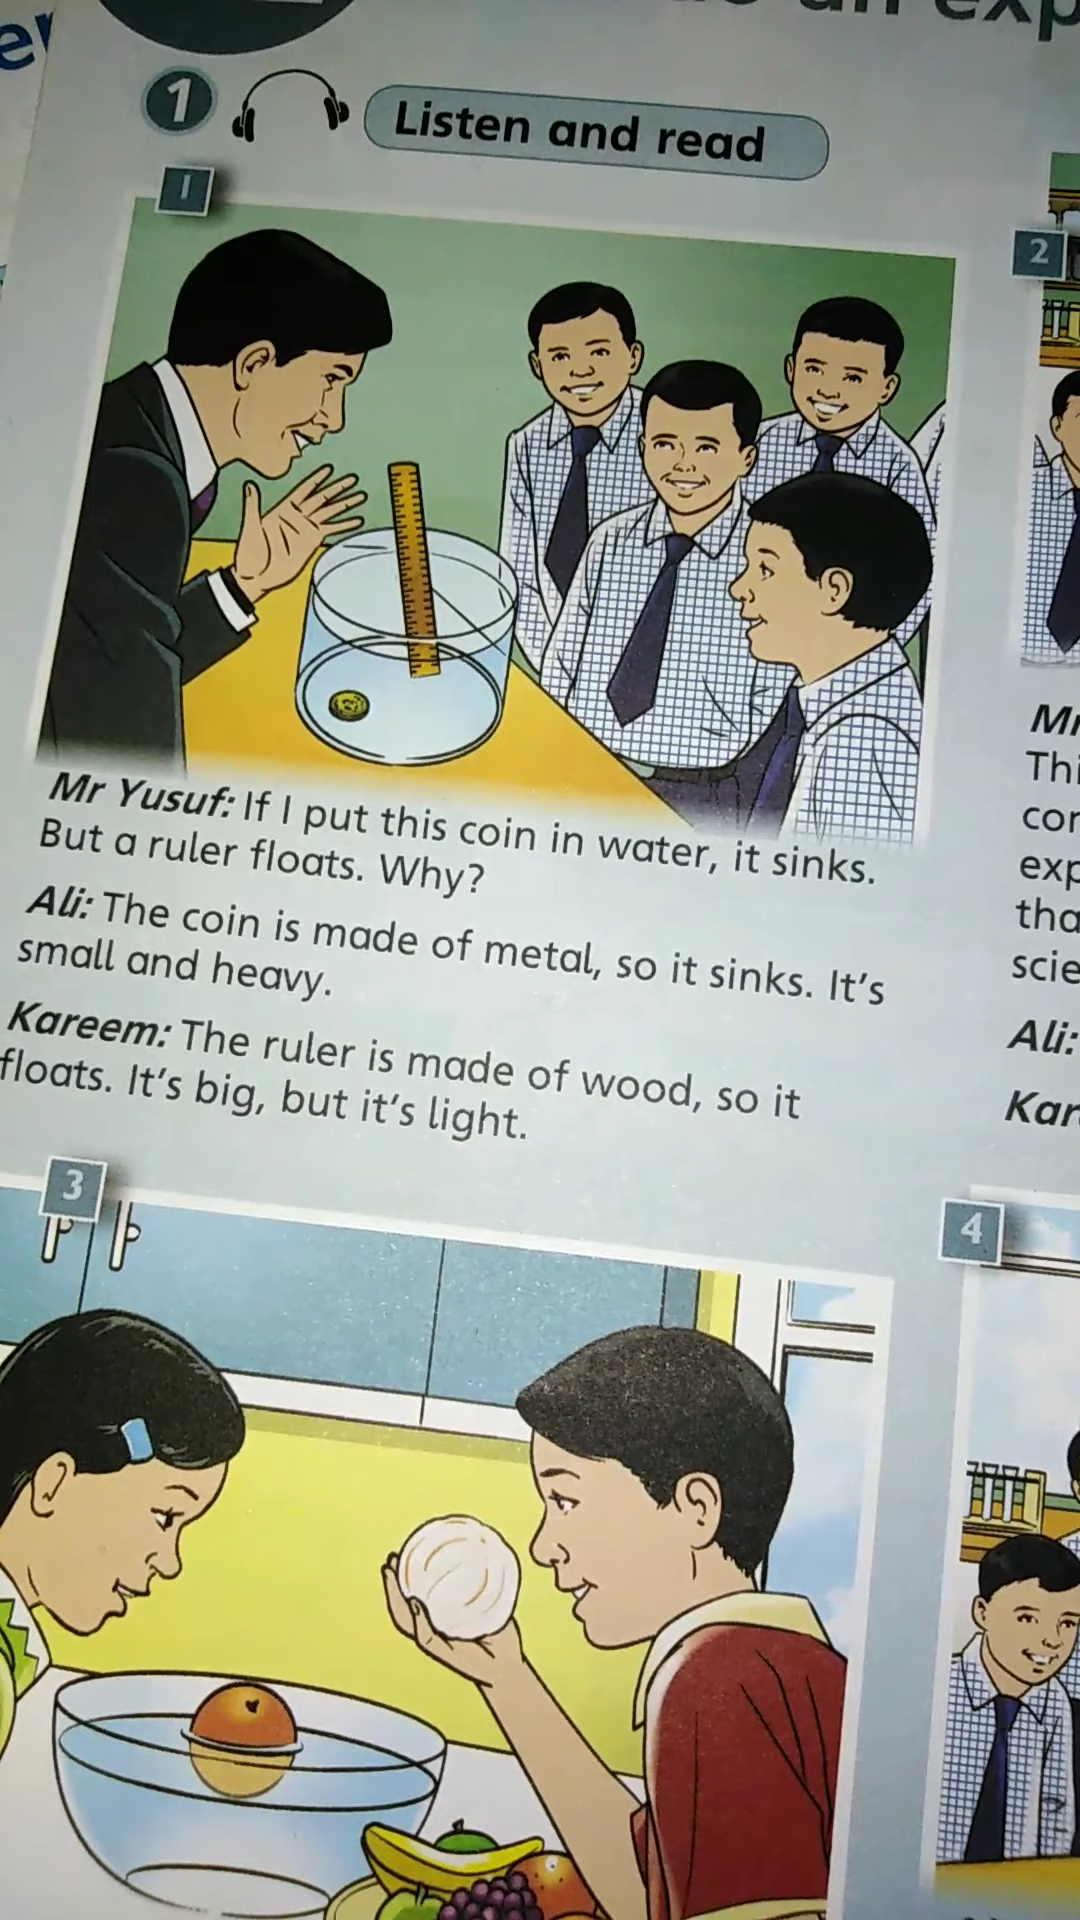 1 Listen and read
1
Mr Yusuf: If I put this coin in water, it sinks.
But a ruler floats. Why?
Ali: The coin is made of metal, so it sinks. It's
small and heavy.
Kareem: The ruler is made of wood, so it
floats. It's big, but it's light.
2
Ali:
3
4